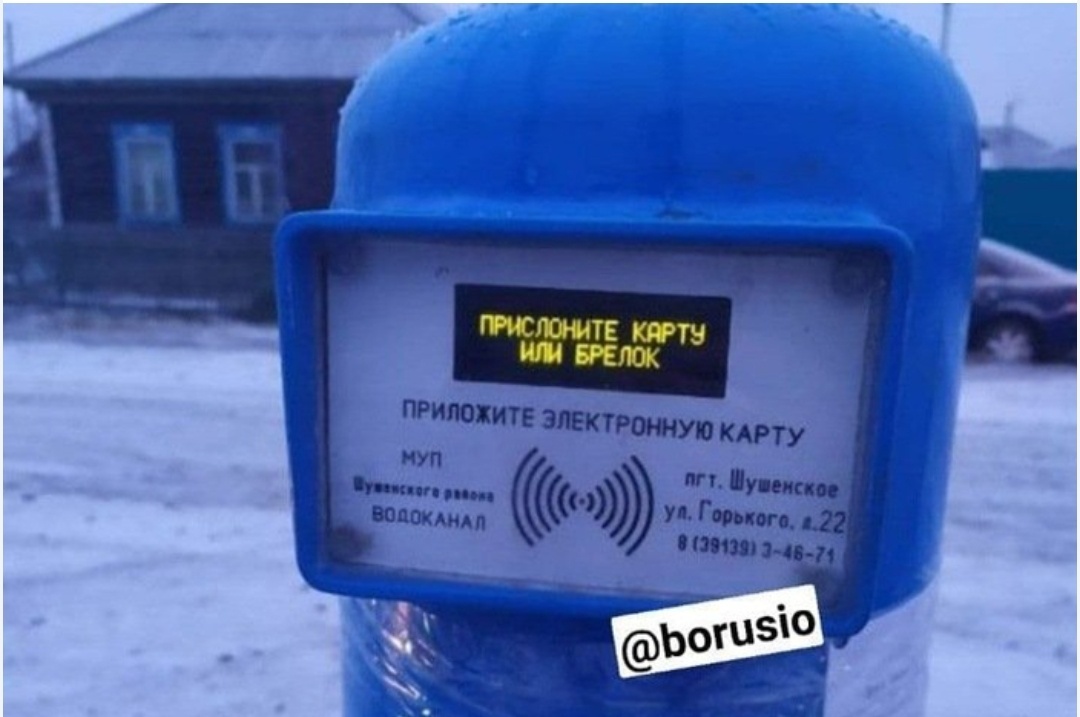 ПРИСЛОНИТЕ КАРТУ
ИЛИ БРЕЛОК
ПРИЛОЖИТЕ ЭЛЕКТРОННУЮ КАРТУ
МУП
Шушенского района
ВОДОКАНАЛ
пгт. Шушенское
ул. Горького, д.22
8 (39139) 3-46-71
@borusio